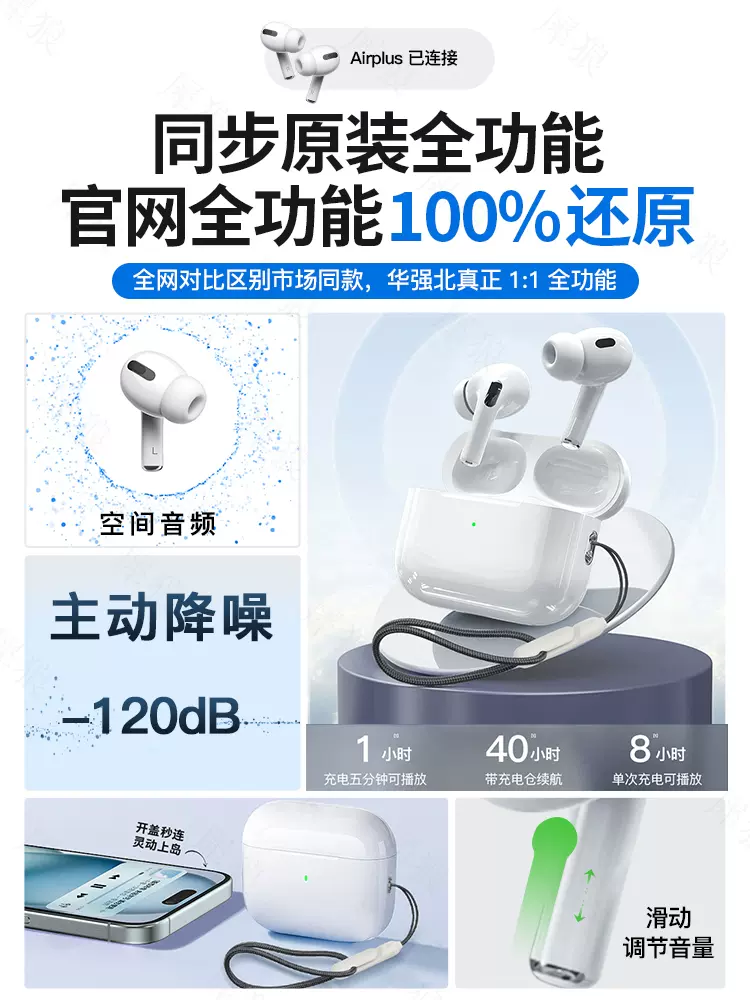 Airplus 已连接
同步原装全功能
官网全功能100%还原
全网对比区别市场同款，华强北真正 1:1 全功能
L
空间音频
主动降噪
-120dB
1 小时
充电五分钟可播放
40 小时
带充电仓续航
8 小时
单次充电可播放
开盖秒连
灵动上岛
滑动
调节音量